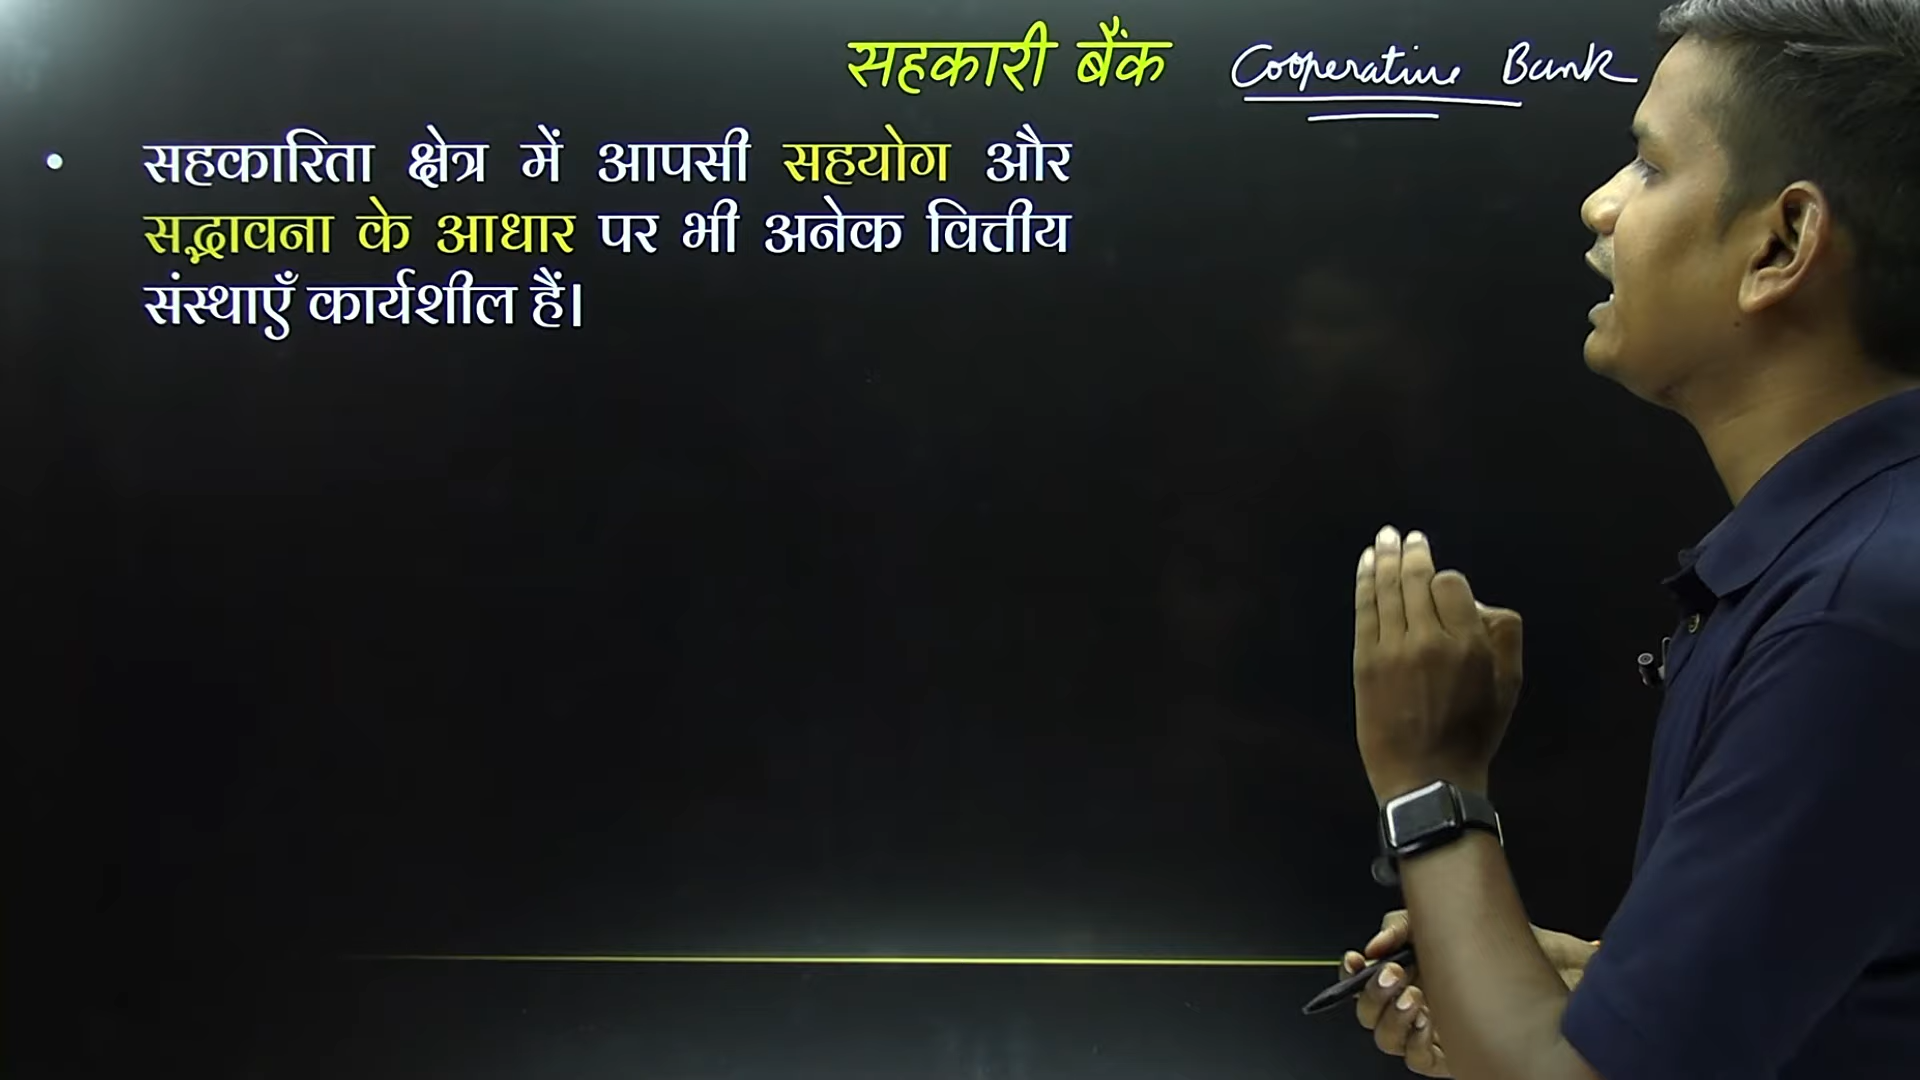 सहकारी बैंक Cooperative Bank
• सहकारिता क्षेत्र में आपसी सहयोग और
सद्भावना के आधार पर भी अनेक वित्तीय
संस्थाएँ कार्यशील हैं।